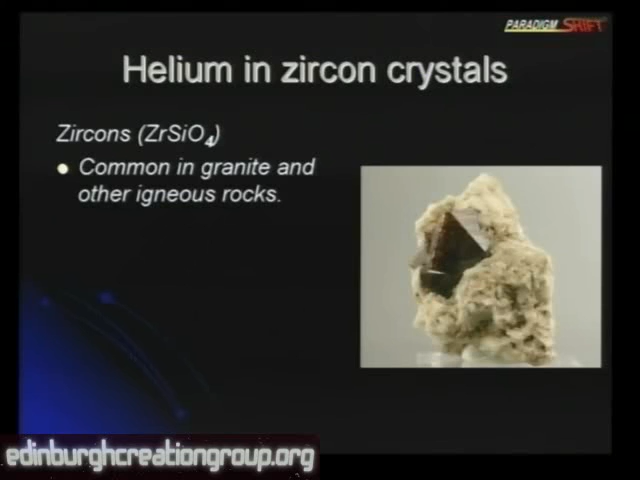 PARADIGM SHIFT
Helium in zircon crystals
Zircons (ZrSiO4)
Common in granite and
other igneous rocks.
edinburghcreationgroup.org